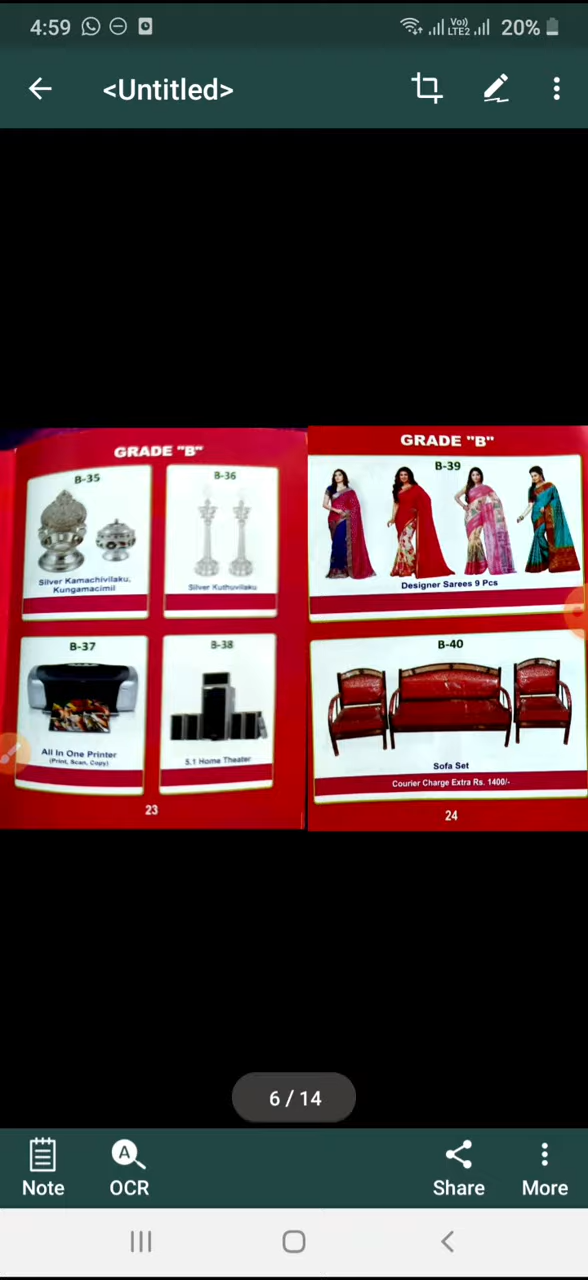 4:59
Vo)) LTE2 20%
<Untitled>
GRADE "B"
B-35
Silver Kamachivilaku,
Kungamacimil
B-36
Silver Kuthuvilaku
B-37
All In One Printer
(Print, Scan, Copy)
B-38
5.1 Home Theater
23
GRADE "B"
B-39
Designer Sarees 9 Pcs
B-40
Sofa Set
Courier Charge Extra Rs. 1400/-
24
6 / 14
A
Note
OCR
Share
More